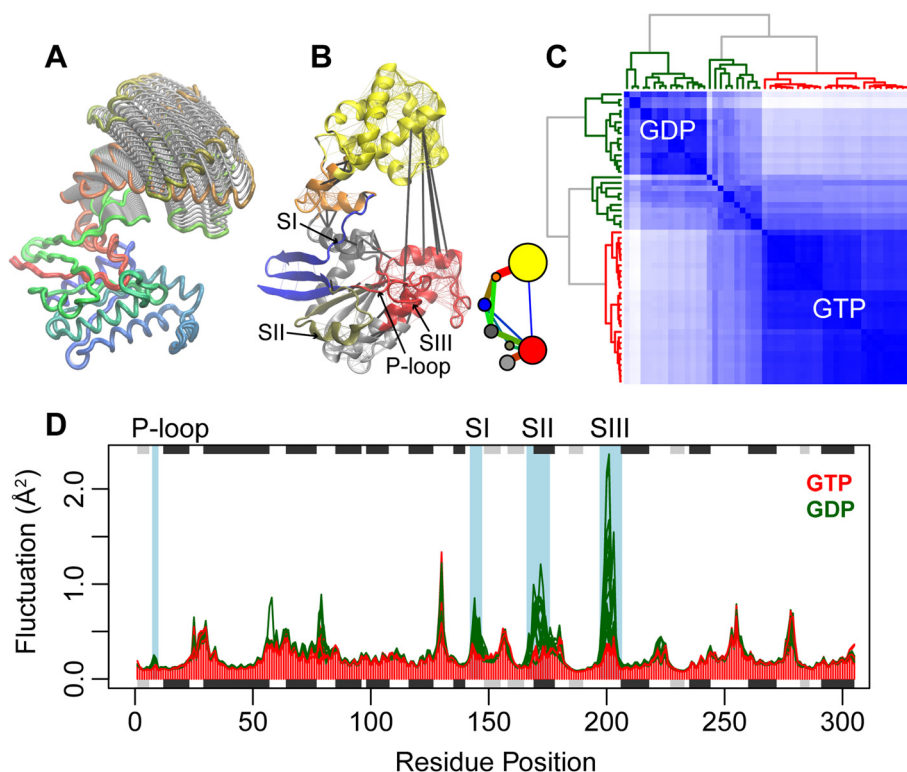 A
B
C
SI
SII
SIII
P-loop
GDP
GTP
D
P-loop
SI
SII
SIII
GTP
GDP
Fluctuation (Å²)
2.0
1.0
0.0
0
50
100
150
200
250
300
Residue Position